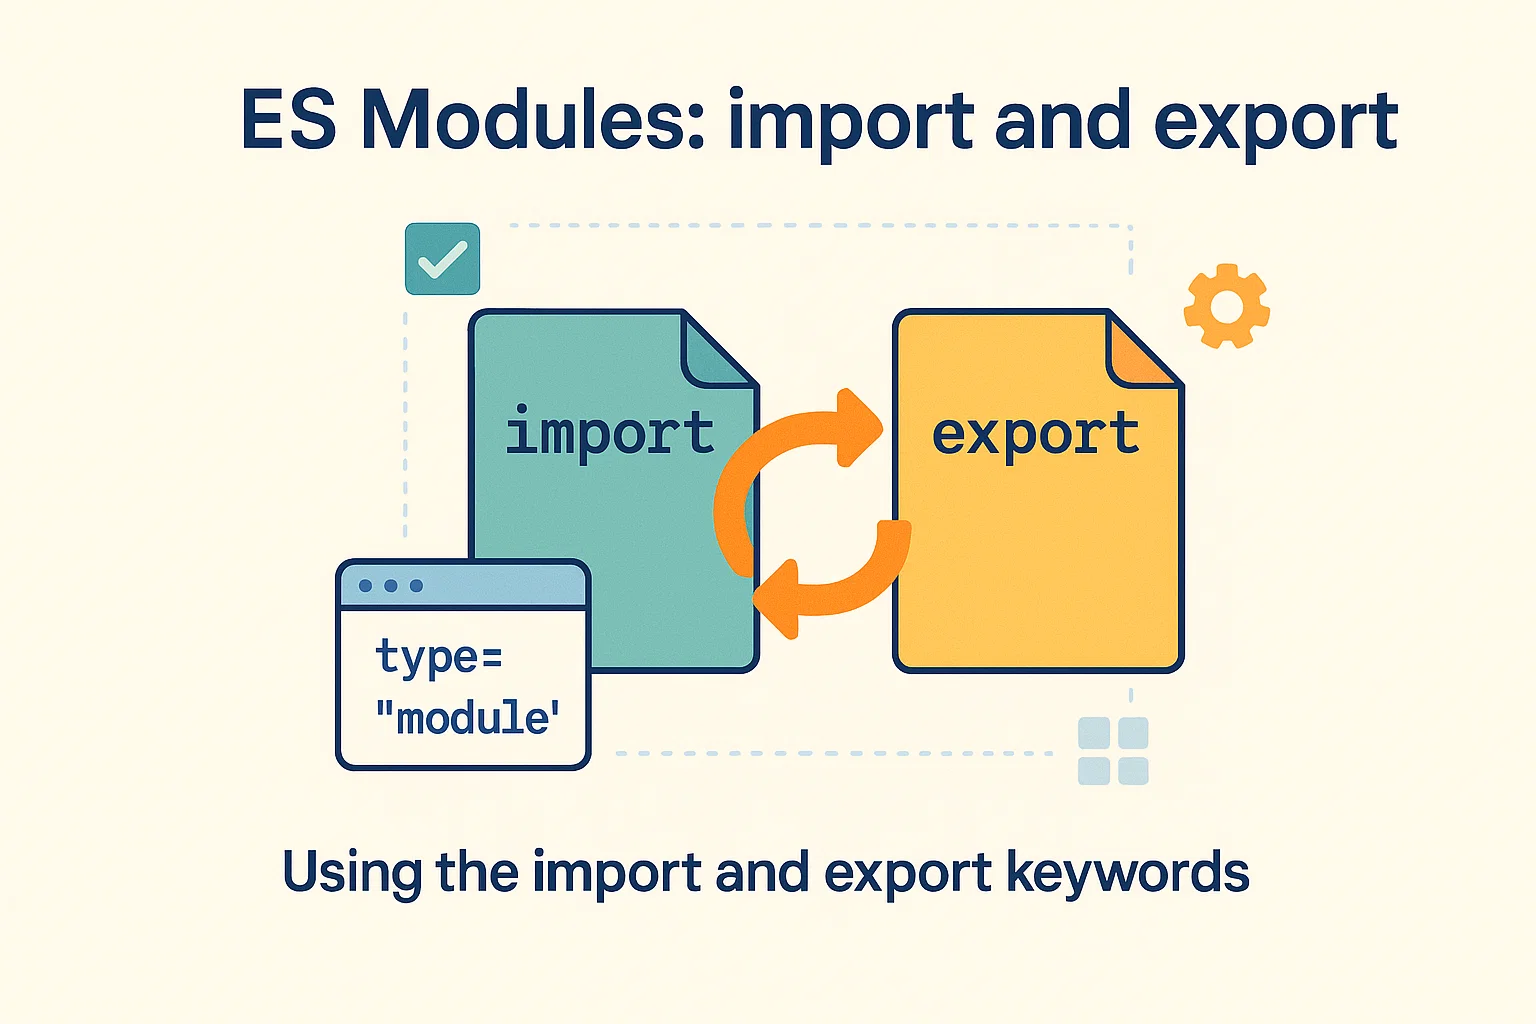 ES Modules: import and export
import
export
type=
"module'
Using the import and export keywords